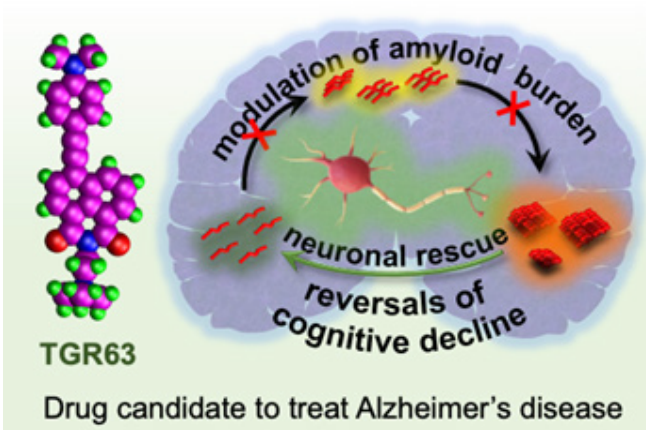 modulation of amyloid burden
neuronal rescue
reversals of
cognitive decline
TGR63
Drug candidate to treat Alzheimer's disease